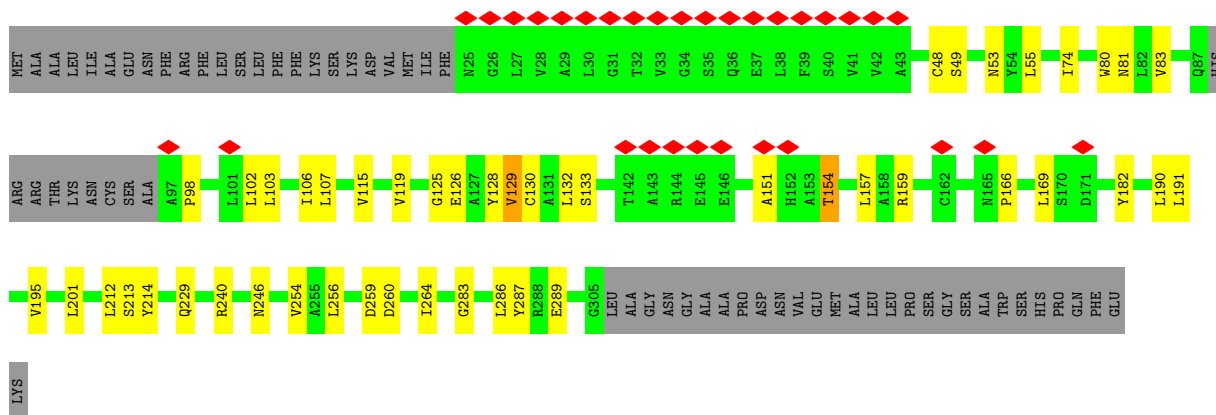 MET ALA ALA LEU ILE ALA GLU ASN PHE ARG PHE LEU SER LEU PHE PHE LYS SER LYS ASP VAL MET ILE PHE N25 G26 L27 V28 A29 L30 G31 T32 V33 G34 S35 Q36 E37 L38 F39 S40 V41 V42 A43 C48 S49 N53 Y54 L55 I74 W80 N81 L82 V83 Q87 HIS
ARG ARG THR LYS ASN CYS SER ALA A97 P98 L101 L102 L103 I106 L107 V115 V119 G125 E126 A127 Y128 V129 C130 A131 L132 S133 T142 A143 R144 E145 E146 A151 H152 A153 T154 L157 A158 R159 C162 N165 P166 L169 S170 D171 Y182 L190 L191
V195 L201 L212 S213 Y214 Q229 R240 N246 V254 A255 L256 D259 D260 I264 G283 L286 Y287 R288 E289 G305 LEU ALA GLY ASN GLY ALA ALA PRO ASP ASN VAL GLU MET ALA LEU LEU PRO SER GLY SER ALA TRP SER HIS PRO GLN PHE GLU
LYS